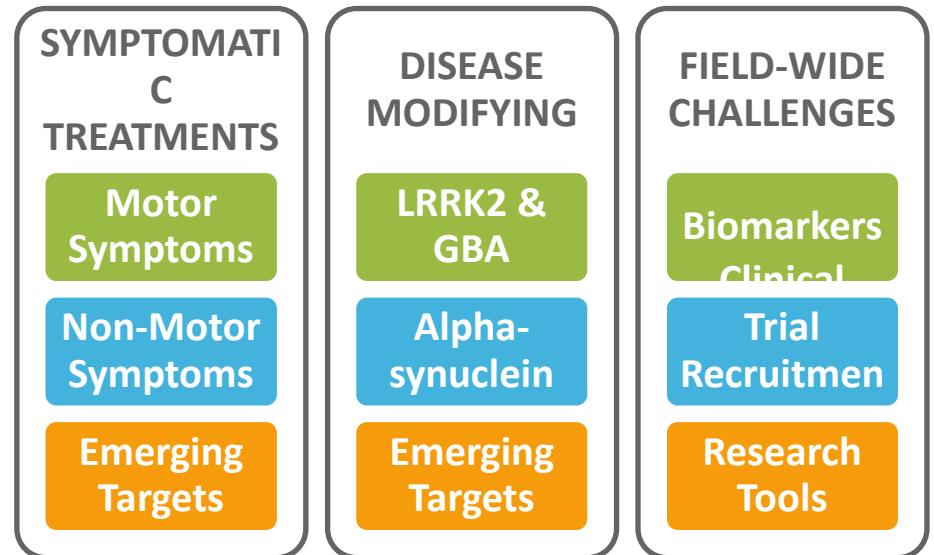 SYMPTOMATI
C
TREATMENTS
Motor
Symptoms
Non-Motor
Symptoms
Emerging
Targets
DISEASE
MODIFYING
LRRK2 &
GBA
Alpha-
synuclein
Emerging
Targets
FIELD-WIDE
CHALLENGES
Biomarkers
Clinical
Trial
Recruitmen
Research
Tools